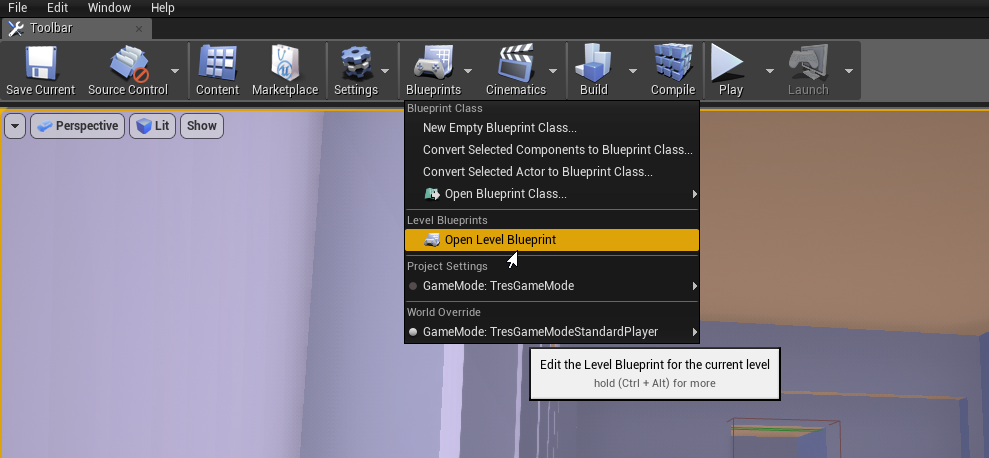 File Edit Window Help
Toolbar
Save Current Source Control Content Marketplace Settings Blueprints Cinematics Build Compile Play Launch
Perspective Lit Show
Blueprint Class
New Empty Blueprint Class...
Convert Selected Components to Blueprint Class...
Convert Selected Actor to Blueprint Class...
Open Blueprint Class...
Level Blueprints
Open Level Blueprint
Project Settings
GameMode: TresGameMode
World Override
GameMode: TresGameModeStandardPlayer
Edit the Level Blueprint for the current level
hold (Ctrl + Alt) for more